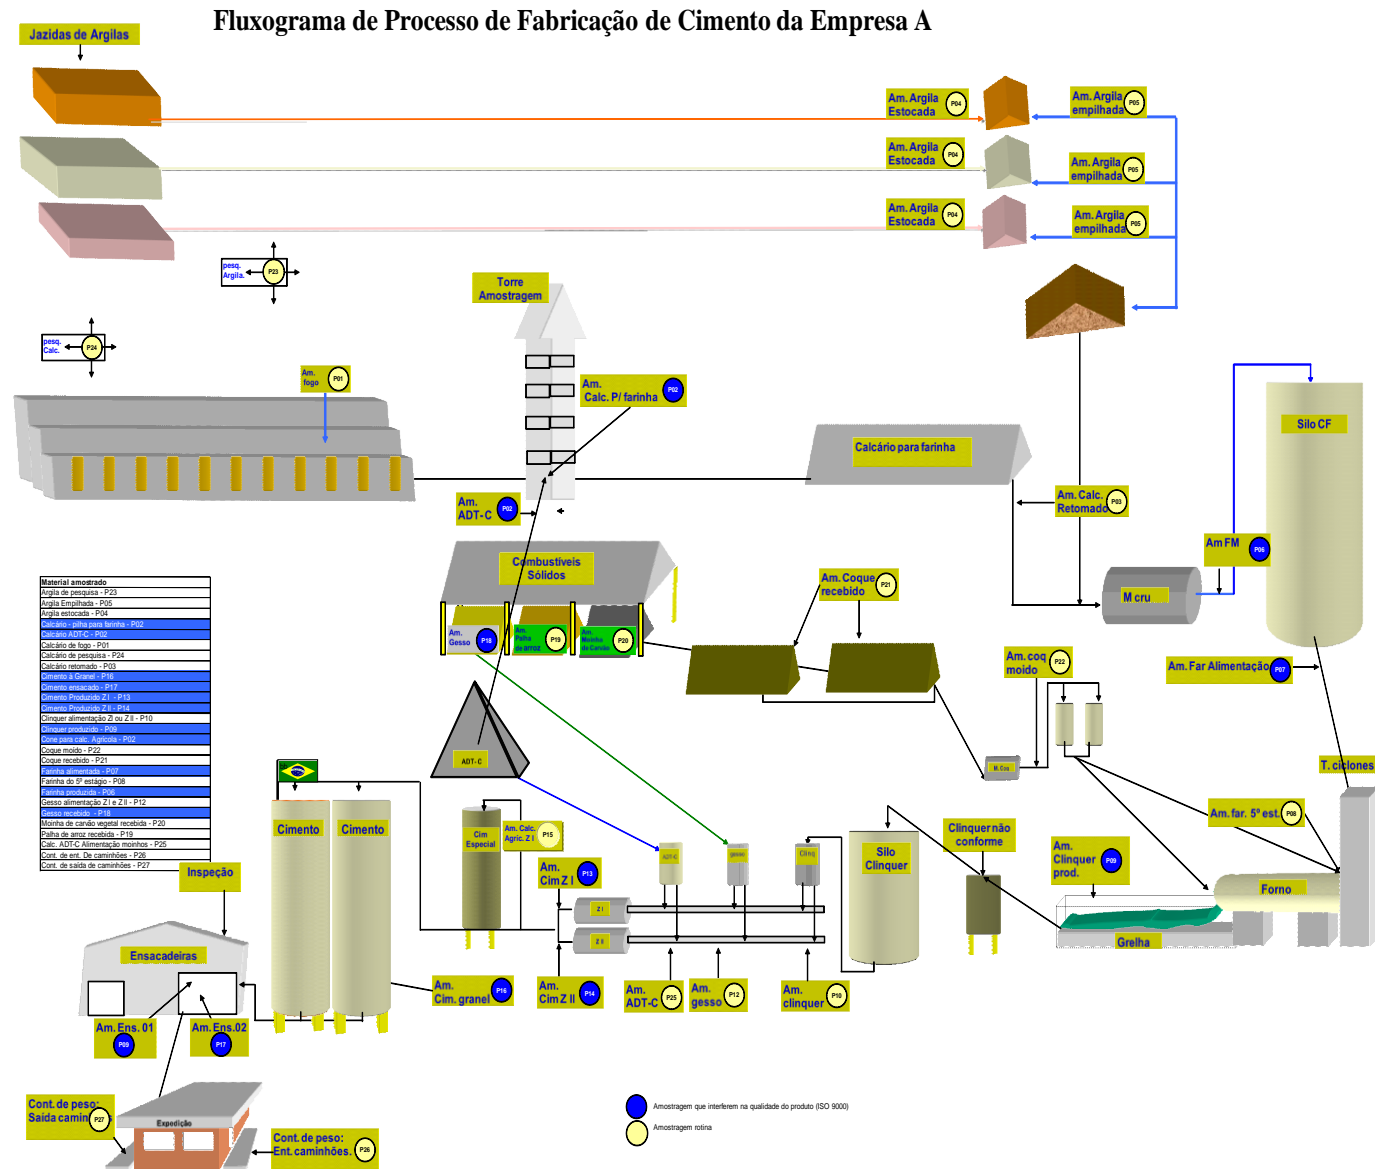 Fluxograma de Processo de Fabricação de Cimento da Empresa A
Jazidas de Argilas
Am. Argila
Estocada
P04
Am. Argila
empilhada
P05
Am. Argila
Estocada
P04
Am. Argila
empilhada
P05
Am. Argila
Estocada
P04
Am. Argila
empilhada
P05
pesq.
Argila.
P23
Torre
Amostragem
pesq.
Calc.
P24
Am.
fogo
P01
Am.
Calc. P/ farinha
P02
Silo CF
Calcário para farinha
Am.
ADT-C
P02
Am. Calc.
Retomado
P03
Am FM
P06
Combustíveis
Sólidos
Am. Coque
recebido
P21
M cru
Am.
Gesso
P18
Am.
Palha
de arroz
P19
Am.
Moinha
de Carvão
P20
Am. coq
moido
P22
Am. Far Alimentação
P07
Material amostrado
Argila de pesquisa - P23
Argila Empilhada - P05
Argila estocada - P04
Calcário - pilha para farinha - P02
Calcário ADT-C - P02
Calcário de fogo - P01
Calcário de pesquisa - P24
Calcário retomado - P03
Cimento à Granel - P16
Cimento ensacado - P17
Cimento Produzido Z I - P13
Cimento Produzido Z II - P14
Clinquer alimentação ZI ou Z II - P10
Clinquer produzido - P09
Cone para calc. Agrícola - P02
Coque moido - P22
Coque recebido - P21
Farinha alimentada - P07
Farinha do 5º estágio - P08
Farinha produzida - P06
Gesso alimentação Z I e Z II - P12
Gesso recebido - P18
Moinha de carvão vegetal recebida - P20
Palha de arroz recebida - P19
Calc. ADT-C Alimentação moinhos - P25
Cont. de ent. De caminhões - P26
Cont. de saída de caminhões - P27
ADT- C
M. Coq
T. ciclones
Cimento
Cimento
Cim
Especial
Am. Calc.
Agríc. Z I
P15
ADT-C
gesso
Clinq
Silo
Clinquer
Clinquer não
conforme
Am. far. 5º est.
P08
Am.
Clinquer
prod.
P09
Forno
Grelha
Inspeção
Am.
Cim Z I
P13
Z I
Z II
Ensacadeiras
Am.
Cim. granel
P16
Am.
Cim Z II
P14
Am.
ADT-C
P25
Am.
gesso
P12
Am.
clinquer
P10
Am. Ens. 01
P09
Am. Ens.02
P17
Cont. de peso:
Saída camin
s
P27
Expedição
Cont. de peso:
Ent. caminhões.
P26
Amostragem que interferem na qualidade do produto (ISO 9000)
Amostragem rotina